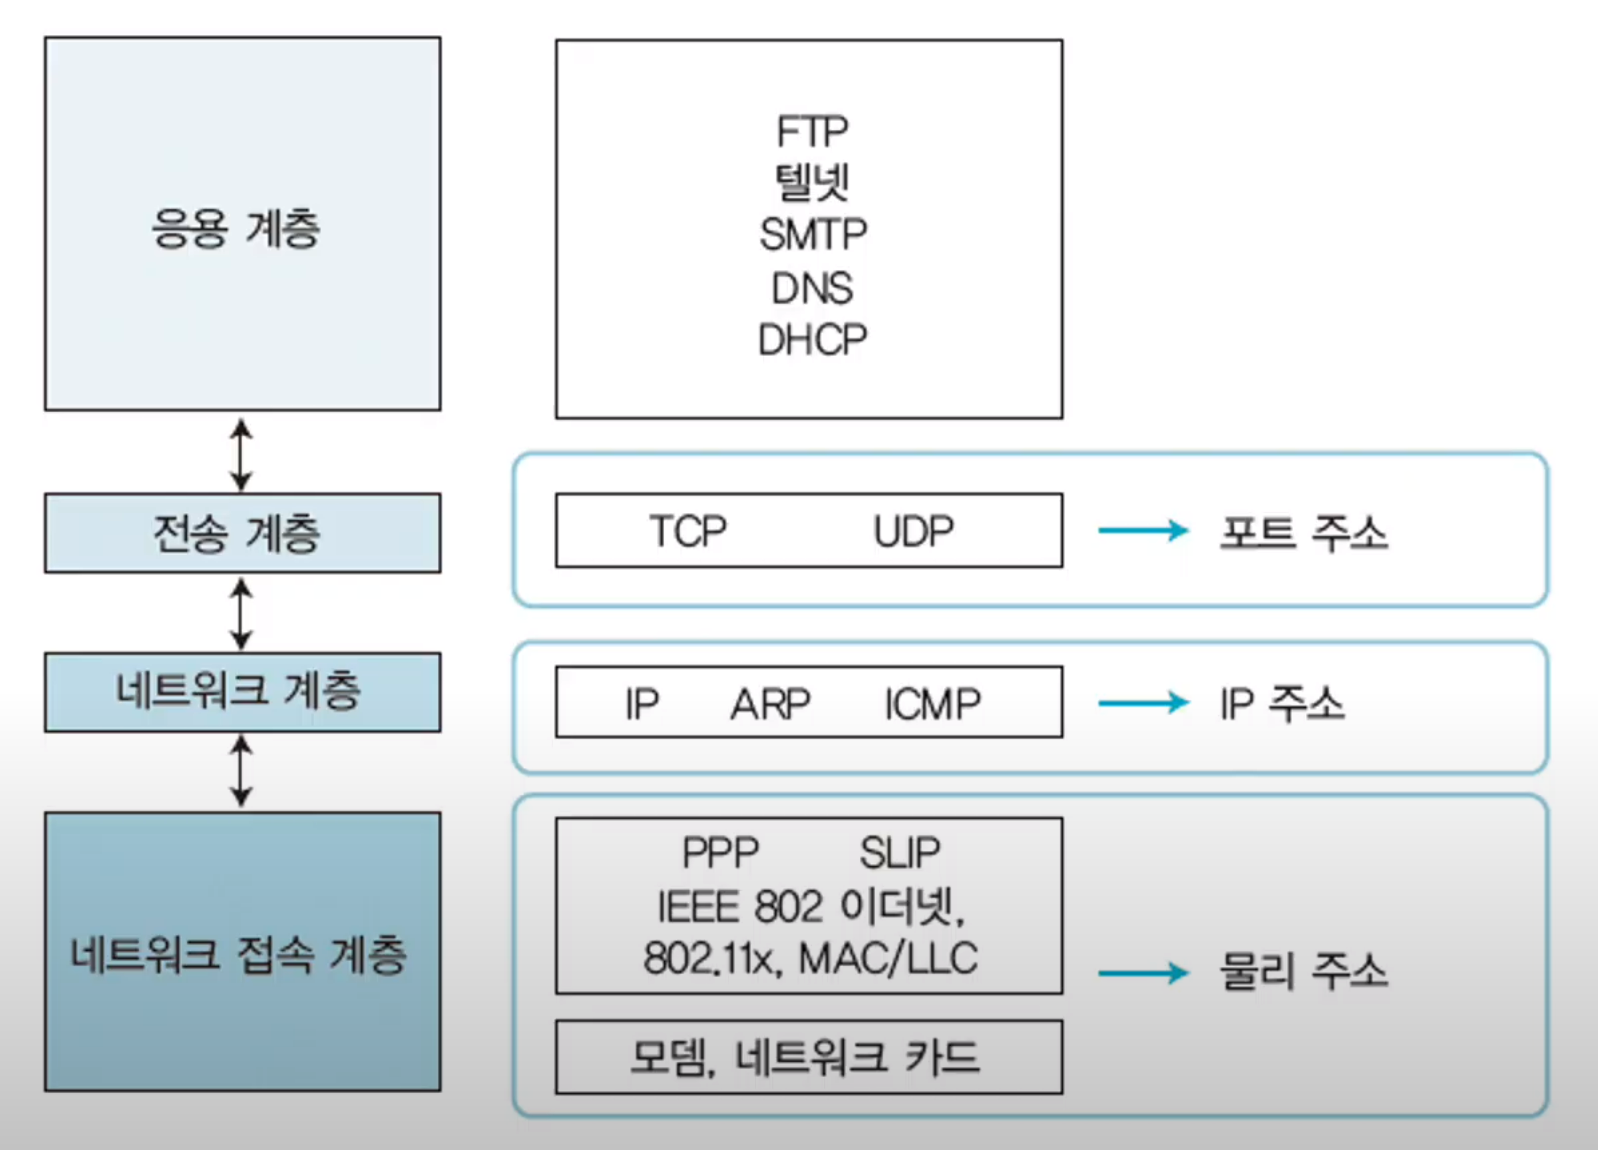 응용 계층
FTP
텔넷
SMTP
DNS
DHCP
전송 계층
TCP UDP
포트 주소
네트워크 계층
IP ARP ICMP
IP 주소
네트워크 접속 계층
PPP SLIP
IEEE 802 이더넷,
802.11x, MAC/LLC
물리 주소
모뎀, 네트워크 카드